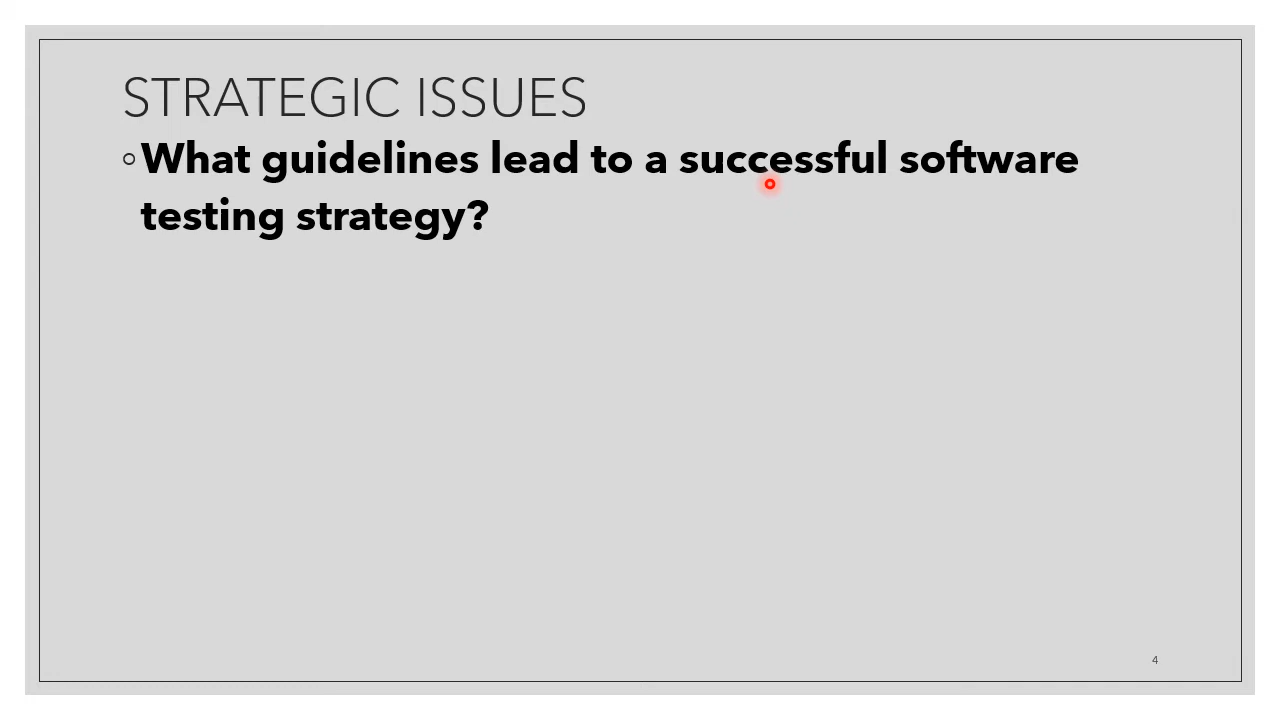 STRATEGIC ISSUES
◦What guidelines lead to a successful software
testing strategy?
4